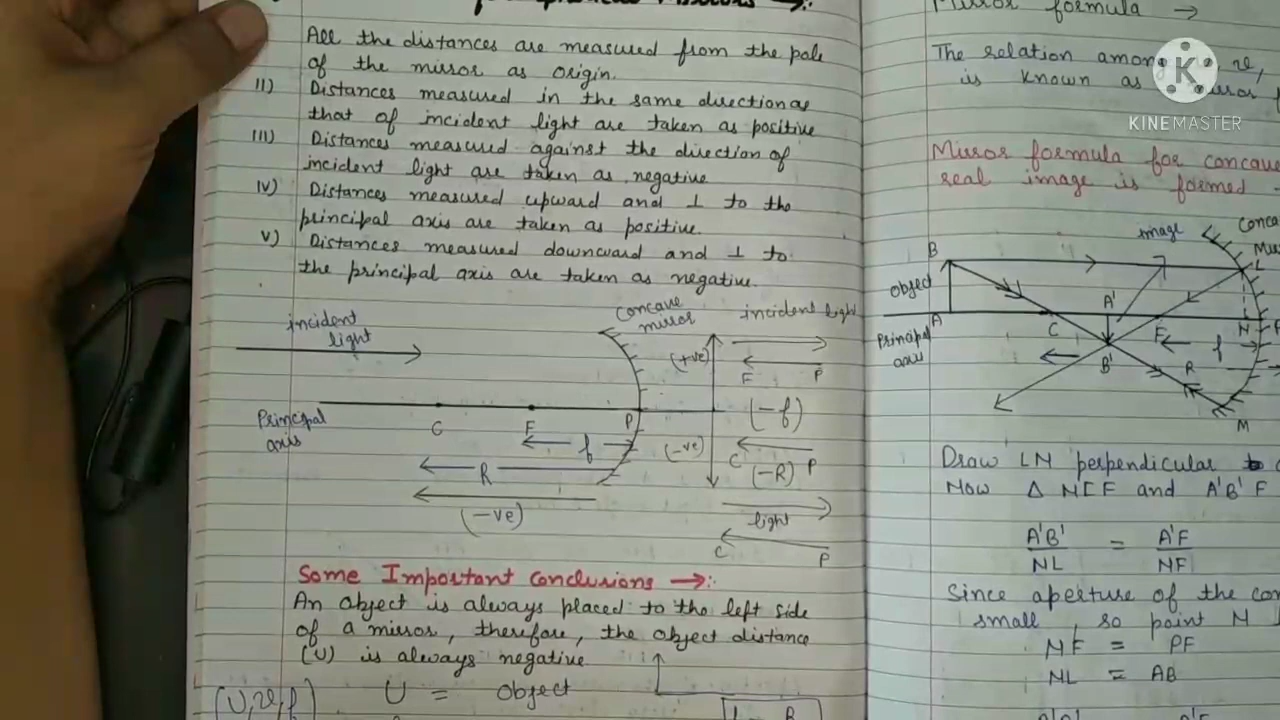 All the distances are measured from the pole
of the mirror as origin.
II) Distances measured in the same direction as
that of incident light are taken as positive
III) Distances measured against the direction of
incident light are taken as negative
IV) Distances measured upward and ⊥ to the
principal axis are taken as positive.
V) Distances measured downward and ⊥ to
the principal axis are taken as negative.
incident
light
Concave
mirror
incident light
(+ve)
F P
Principal
axis
C F P
f
(-f)
(-ve)
C P
R
(-R)
(-ve)
light
C P
Some Important Conclusions →:
An object is always placed to the left side
of a mirror, therefore, the object distance
(U) is always negative
U = object
Mirror formula →
The relation among
is known as
KINEMASTER
Mirror formula for concave
real image is formed
image
B L
object
A'
A C F N
Principal
axis
f
B' R
M
Draw LN perpendicular to
Now Δ NLF and A'B'F
A'B' = A'F
NL NF
Since aperture of the
small, so point N
NF = PF
NL = AB